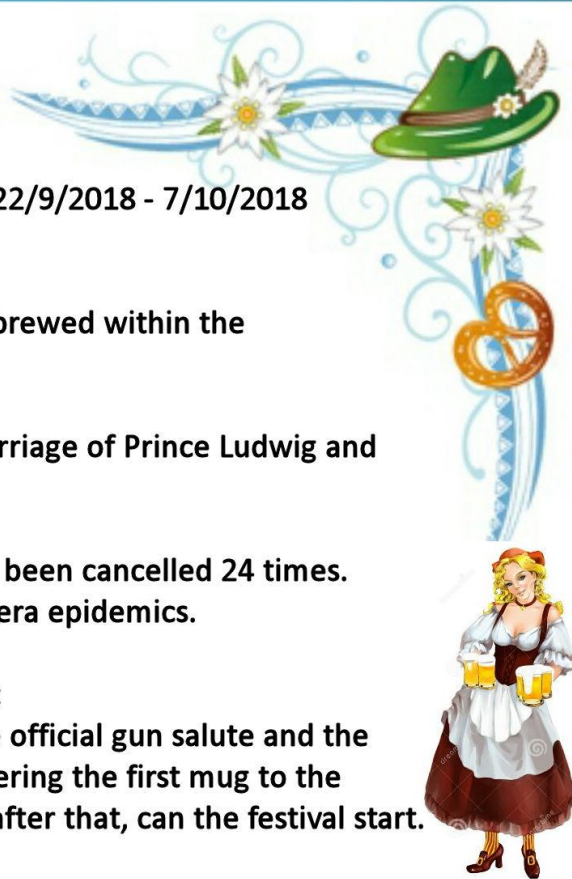 22/9/2018 - 7/10/2018
brewed within the
rriage of Prince Ludwig and
been cancelled 24 times.
era epidemics.
:
official gun salute and the
ering the first mug to the
after that, can the festival start.